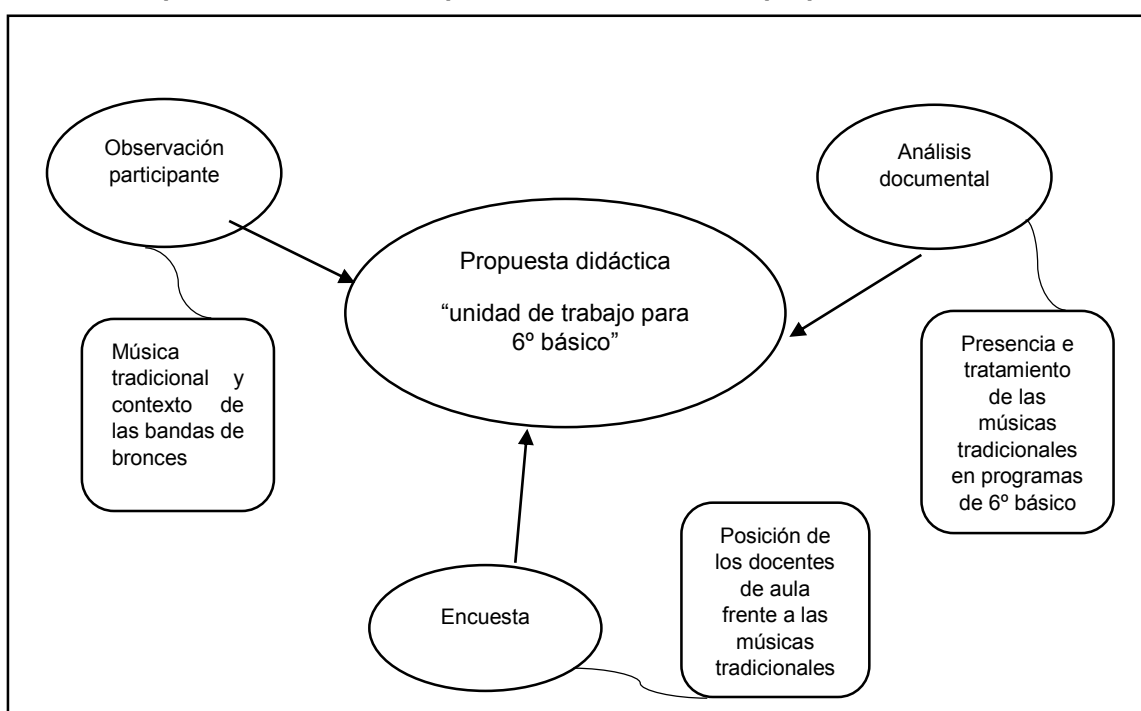 Observación
participante
Análisis
documental
Propuesta didáctica
“unidad de trabajo para
6º básico”
Música
tradicional y
contexto de
las bandas de
bronces
Presencia e
tratamiento
de las
músicas
tradicionales
en programas
de 6º básico
Encuesta
Posición de
los docentes
de aula
frente a las
músicas
tradicionales